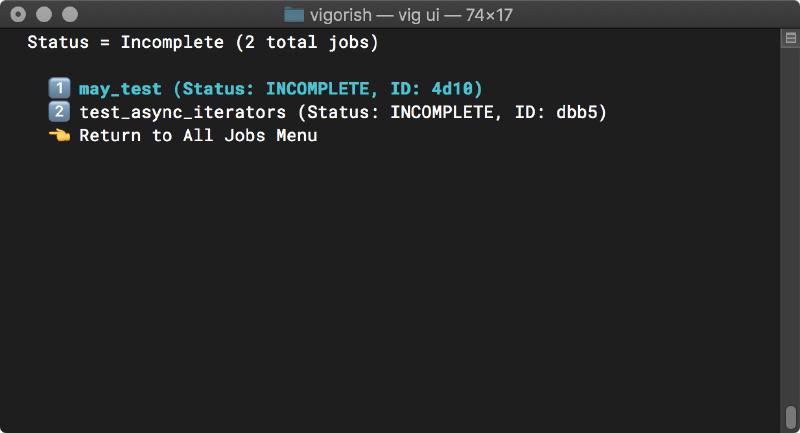 vigorish — vig ui — 74×17
Status = Incomplete (2 total jobs)
1 may_test (Status: INCOMPLETE, ID: 4d10)
2 test_async_iterators (Status: INCOMPLETE, ID: dbb5)
👈 Return to All Jobs Menu